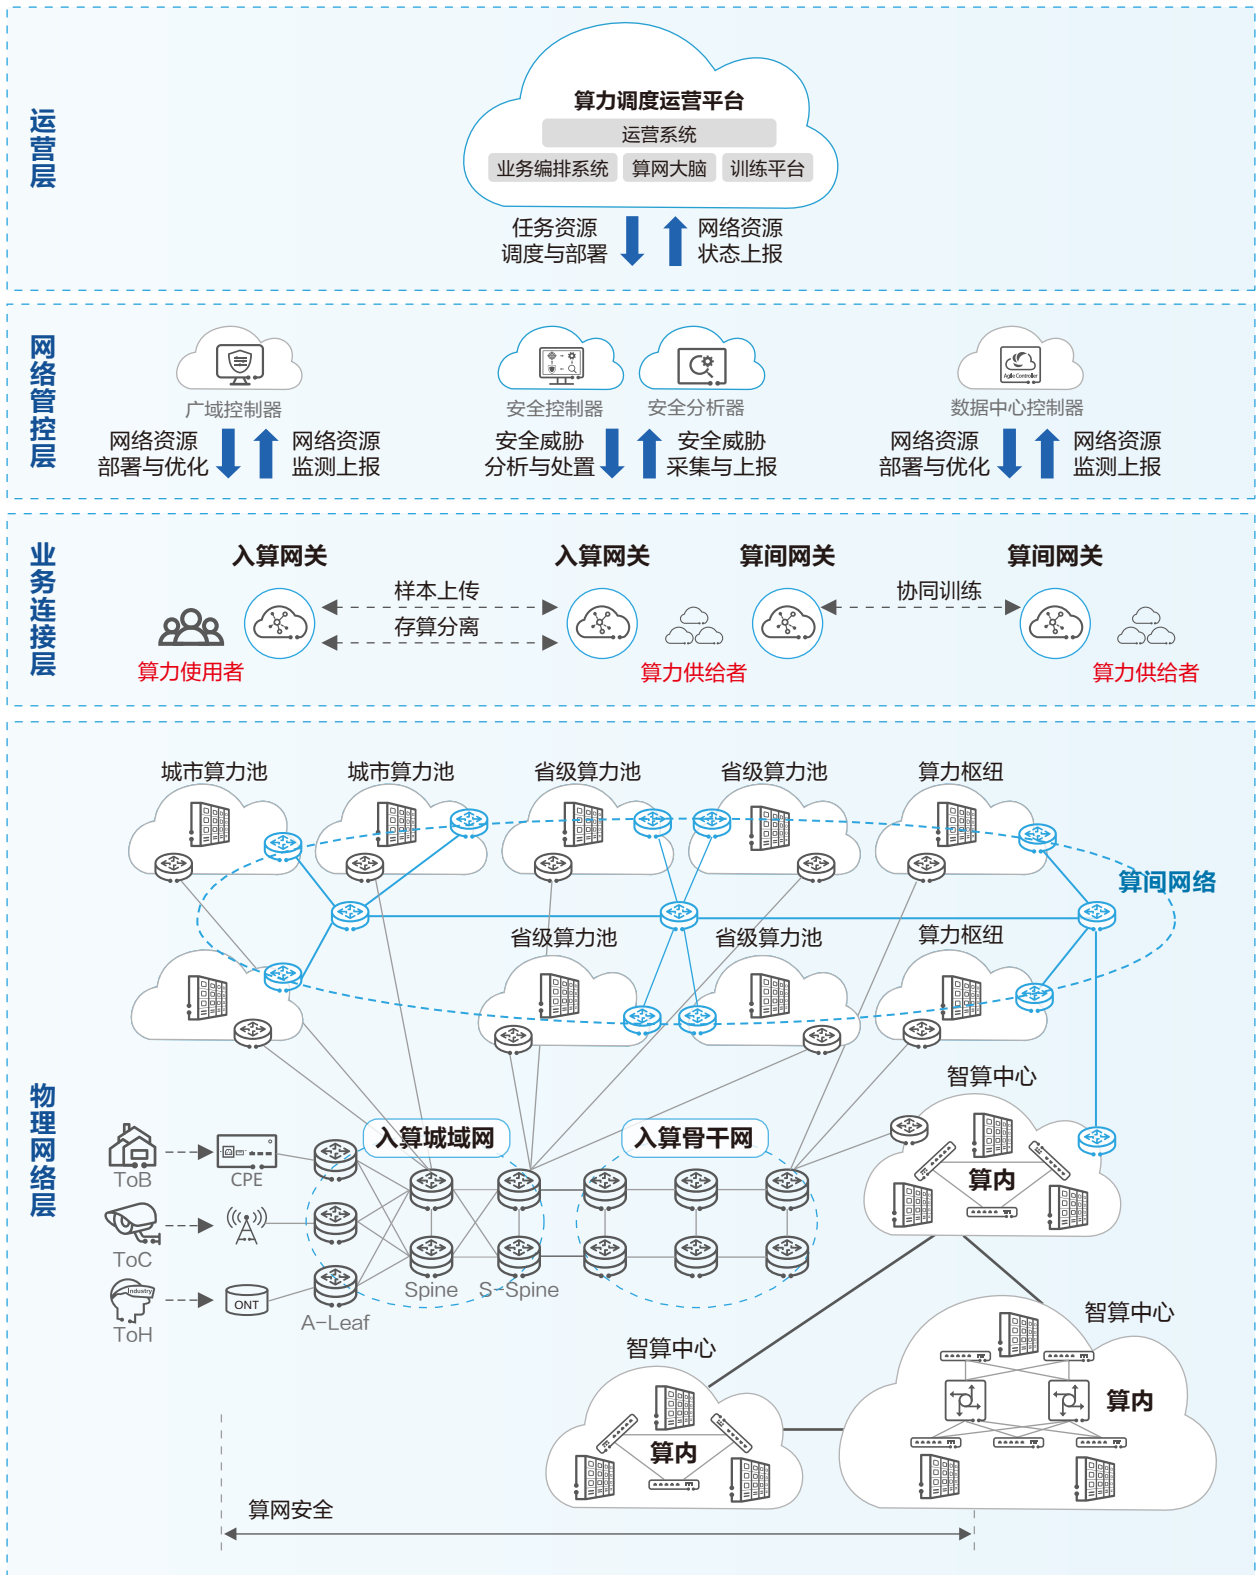 运营层
算力调度运营平台
运营系统
业务编排系统 算网大脑 训练平台
任务资源 网络资源
调度与部署 状态上报
网络管控层
Agile Controller
广域控制器 安全控制器 安全分析器 数据中心控制器
网络资源 网络资源 安全威胁 安全威胁 网络资源 网络资源
部署与优化 监测上报 分析与处置 采集与上报 部署与优化 监测上报
业务连接层
入算网关 入算网关 算间网关 算间网关
样本上传 协同训练
存算分离
算力使用者 算力供给者 算力供给者
物理网络层
城市算力池 城市算力池 省级算力池 省级算力池 算力枢纽
算间网络
省级算力池 省级算力池 算力枢纽
智算中心
入算城域网 入算骨干网
ToB CPE
算内
ToC
Spine S-Spine
Industry
ONT
ToH
A-Leaf
智算中心
智算中心
算内
算内
算网安全